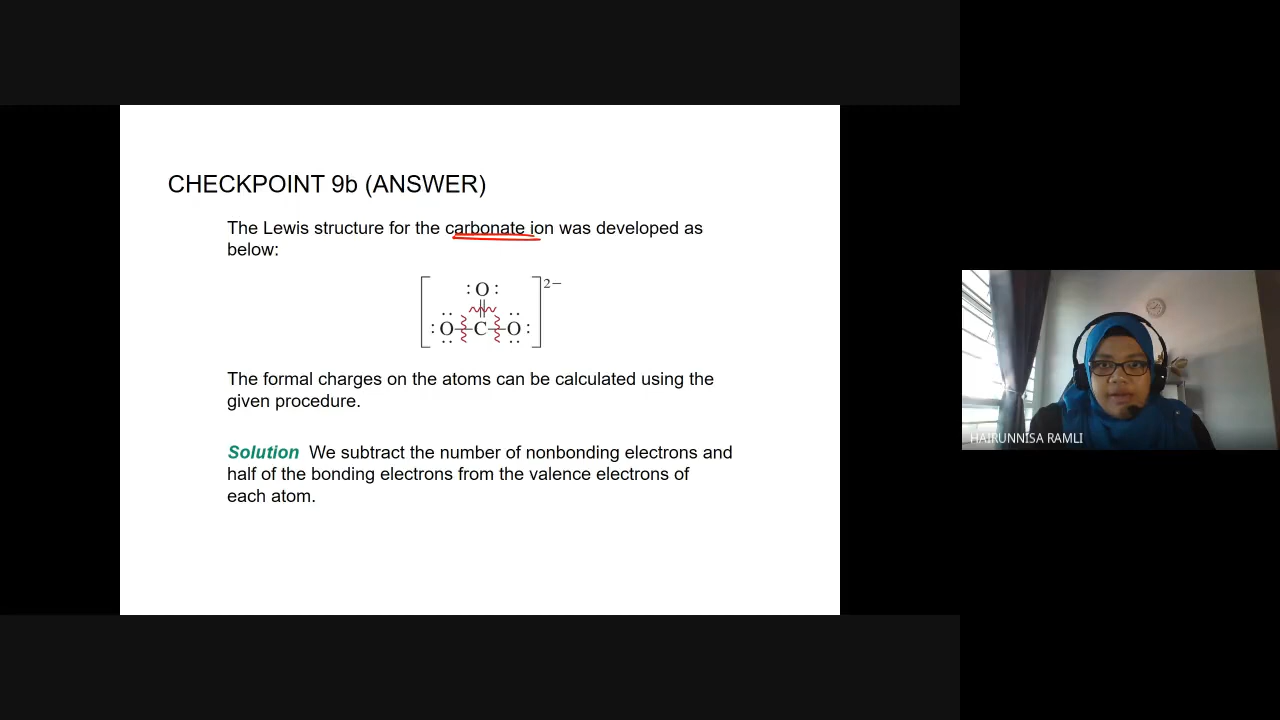 CHECKPOINT 9b (ANSWER)
The Lewis structure for the carbonate ion was developed as
below:
:O:
2−
:O—C—O:
The formal charges on the atoms can be calculated using the
given procedure.
Solution We subtract the number of nonbonding electrons and
half of the bonding electrons from the valence electrons of
each atom.
HAIRUNNISA RAMLI